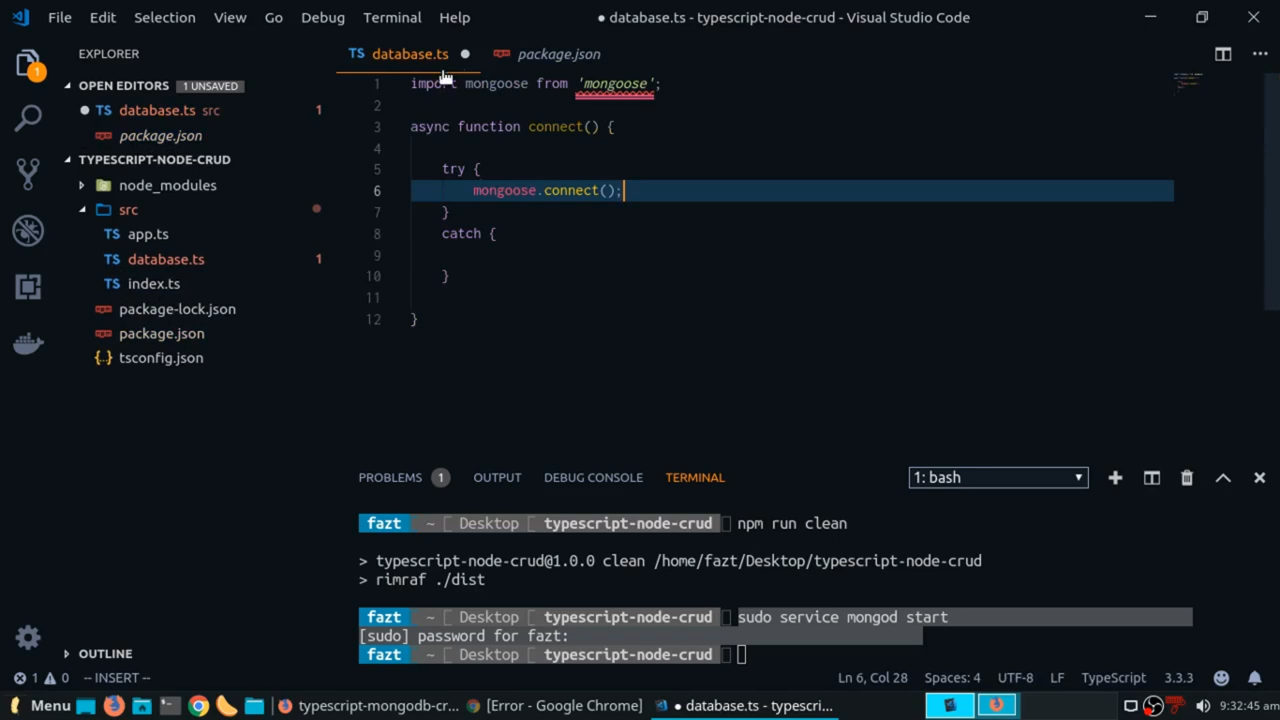 File Edit Selection View Go Debug Terminal Help ● database.ts - typescript-node-crud - Visual Studio Code
EXPLORER
1
OPEN EDITORS 1 UNSAVED
● TS database.ts src 1
package.json
TYPESCRIPT-NODE-CRUD
node_modules
src
TS app.ts
TS database.ts 1
TS index.ts
package-lock.json
package.json
{..} tsconfig.json
OUTLINE
TS database.ts ● package.json
1 import mongoose from 'mongoose';
2
3 async function connect() {
4
5 try {
6 mongoose.connect();
7 }
8 catch {
9
10 }
11
12 }
PROBLEMS 1 OUTPUT DEBUG CONSOLE TERMINAL 1: bash
fazt ~ [ Desktop [ typescript-node-crud npm run clean
> typescript-node-crud@1.0.0 clean /home/fazt/Desktop/typescript-node-crud
> rimraf ./dist
fazt ~ [ Desktop [ typescript-node-crud sudo service mongod start
[sudo] password for fazt:
fazt ~ [ Desktop [ typescript-node-crud
1 0 -- INSERT -- Ln 6, Col 28 Spaces: 4 UTF-8 LF TypeScript 3.3.3
Menu typescript-mongodb-cr... [Error - Google Chrome] ● database.ts - typescri... 9:32:45 am